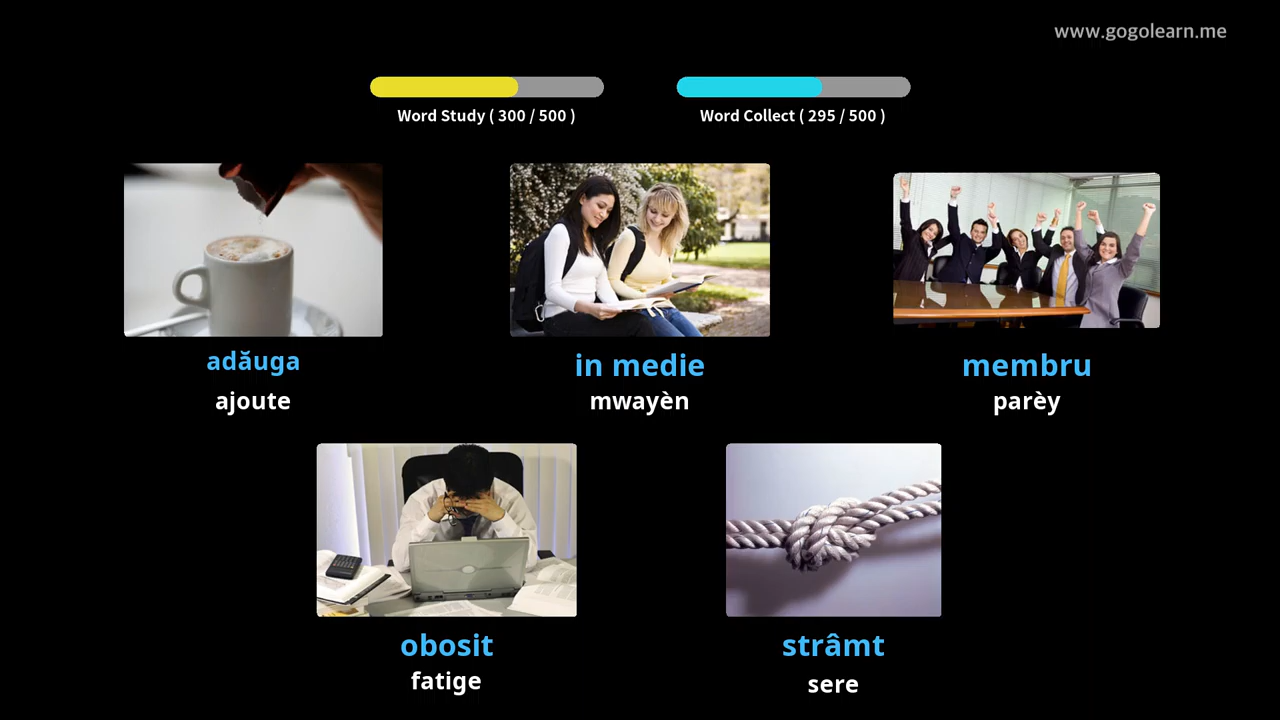 www.gogolearn.me
Word Study ( 300 / 500 )
Word Collect ( 295 / 500 )
adăuga
ajoute
in medie
mwayèn
membru
parèy
obosit
fatige
strâmt
sere